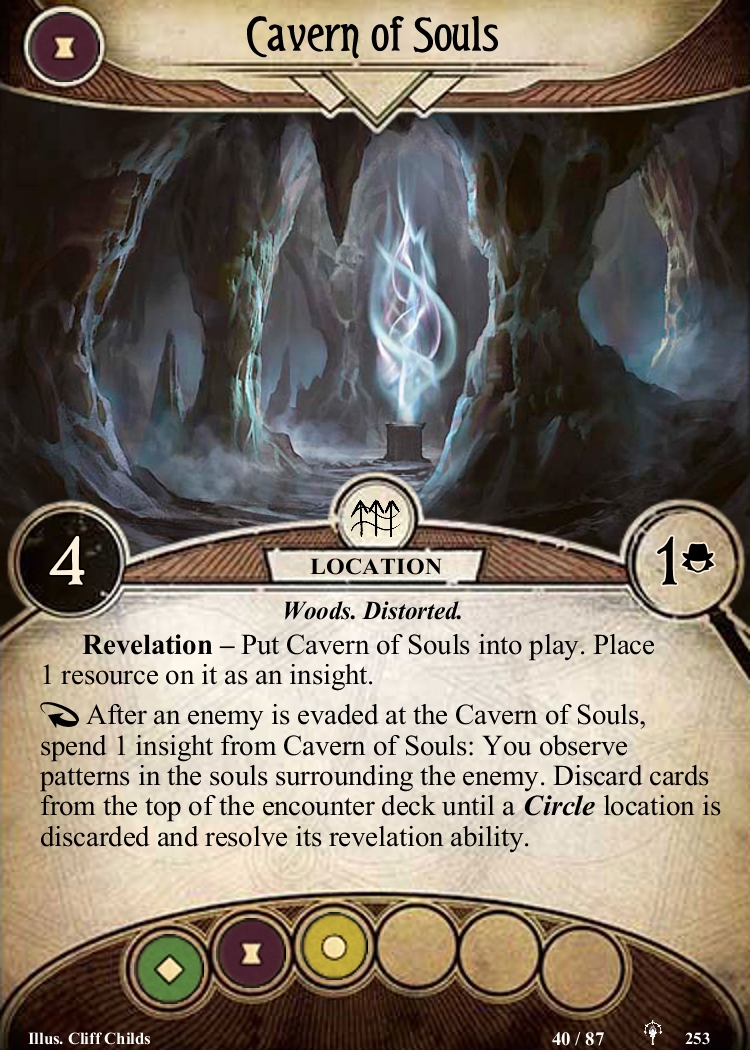 Cavern of Souls
4
1
LOCATION
Woods. Distorted.
Revelation – Put Cavern of Souls into play. Place
1 resource on it as an insight.
After an enemy is evaded at the Cavern of Souls,
spend 1 insight from Cavern of Souls: You observe
patterns in the souls surrounding the enemy. Discard cards
from the top of the encounter deck until a Circle location is
discarded and resolve its revelation ability.
Illus. Cliff Childs
40 / 87
253